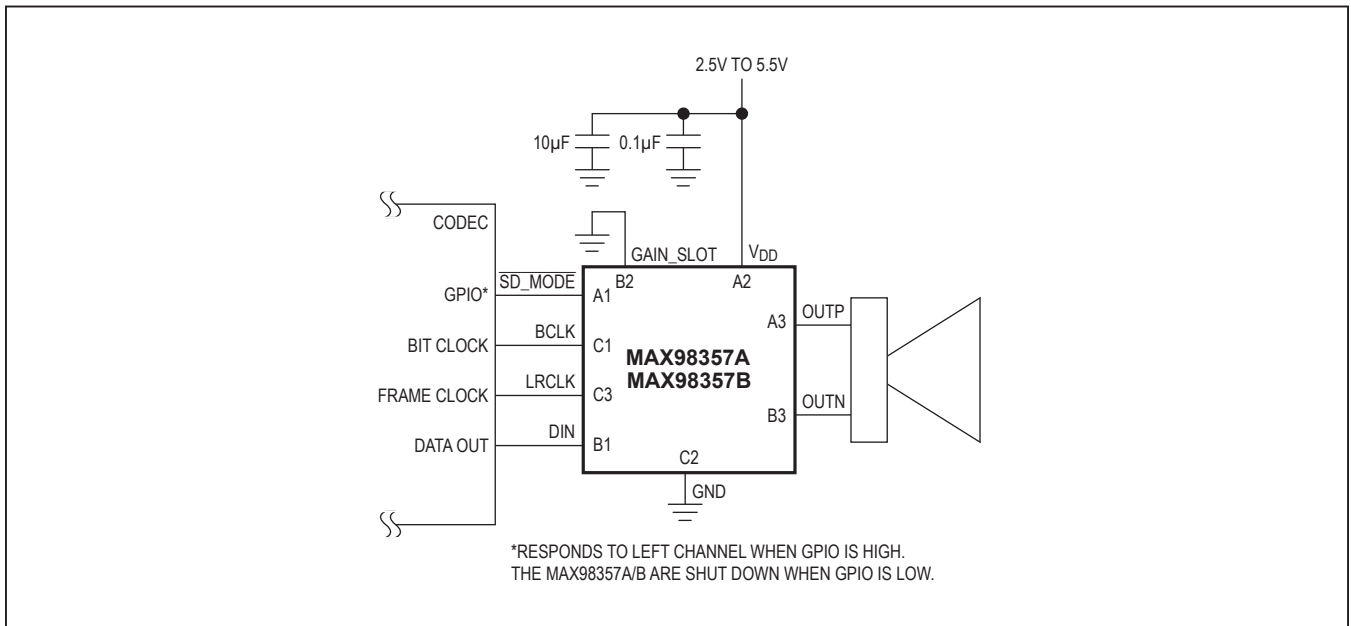 2.5V TO 5.5V
10µF
0.1µF
CODEC
GAIN_SLOT
VDD
B2
A2
GPIO*
SD_MODE
A1
A3
OUTP
BIT CLOCK
BCLK
C1
MAX98357A
MAX98357B
FRAME CLOCK
LRCLK
C3
B3
OUTN
DATA OUT
DIN
B1
C2
GND
*RESPONDS TO LEFT CHANNEL WHEN GPIO IS HIGH.
THE MAX98357A/B ARE SHUT DOWN WHEN GPIO IS LOW.